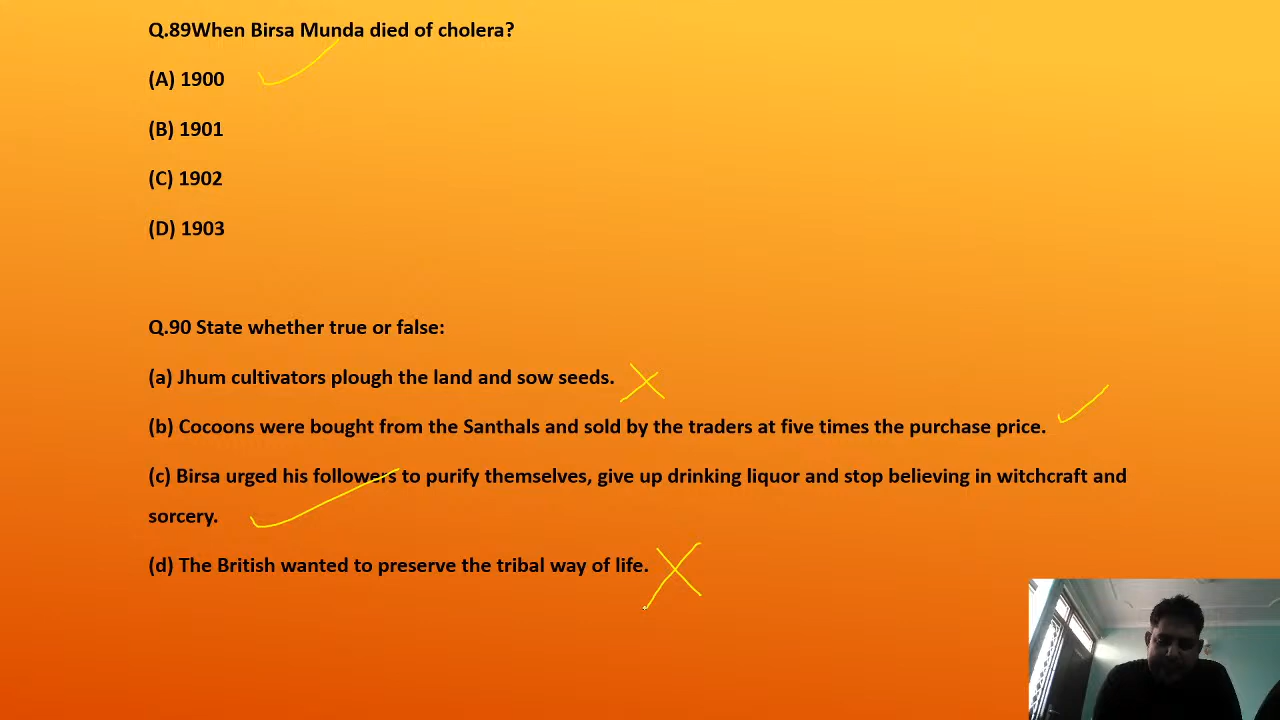 Q.89When Birsa Munda died of cholera?
(A) 1900
(B) 1901
(C) 1902
(D) 1903
Q.90 State whether true or false:
(a) Jhum cultivators plough the land and sow seeds.
(b) Cocoons were bought from the Santhals and sold by the traders at five times the purchase price.
(c) Birsa urged his followers to purify themselves, give up drinking liquor and stop believing in witchcraft and
sorcery.
(d) The British wanted to preserve the tribal way of life.